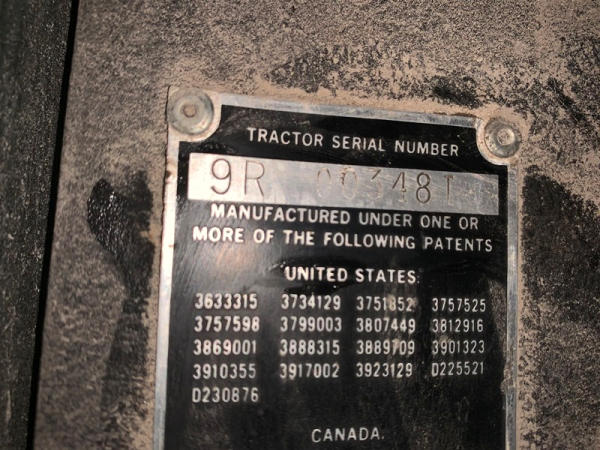 TRACTOR SERIAL NUMBER
9R 003481
MANUFACTURED UNDER ONE OR
MORE OF THE FOLLOWING PATENTS
UNITED STATES:
3633315 3734129 3751852 3757525
3757598 3799003 3807449 3812916
3869001 3888315 3889709 3901323
3910355 3917002 3923129 D225521
D230876
CANADA.